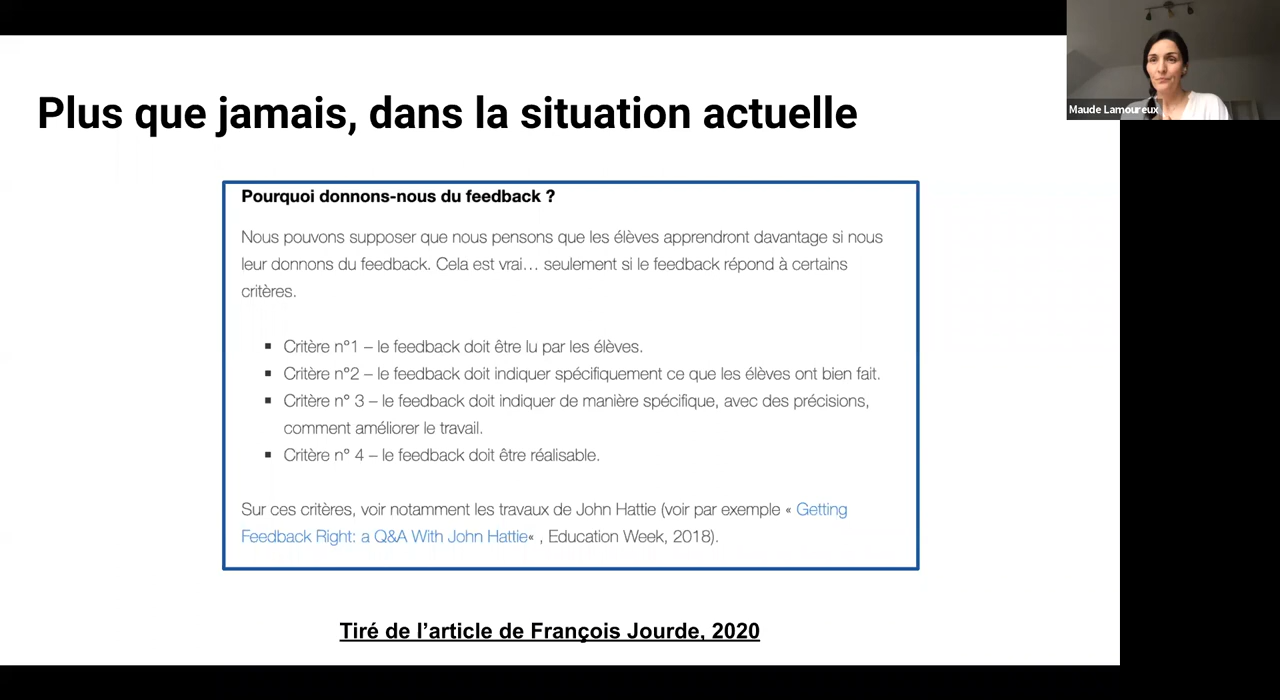 Plus que jamais, dans la situation actuelle
Maude Lamoureux
Pourquoi donnons-nous du feedback ?
Nous pouvons supposer que nous pensons que les élèves apprendront davantage si nous
leur donnons du feedback. Cela est vrai… seulement si le feedback répond à certains
critères.
▪ Critère n°1 – le feedback doit être lu par les élèves.
▪ Critère n°2 – le feedback doit indiquer spécifiquement ce que les élèves ont bien fait.
▪ Critère n° 3 – le feedback doit indiquer de manière spécifique, avec des précisions,
comment améliorer le travail.
▪ Critère n° 4 – le feedback doit être réalisable.
Sur ces critères, voir notamment les travaux de John Hattie (voir par exemple « Getting
Feedback Right: a Q&A With John Hattie« , Education Week, 2018).
Tiré de l’article de François Jourde, 2020